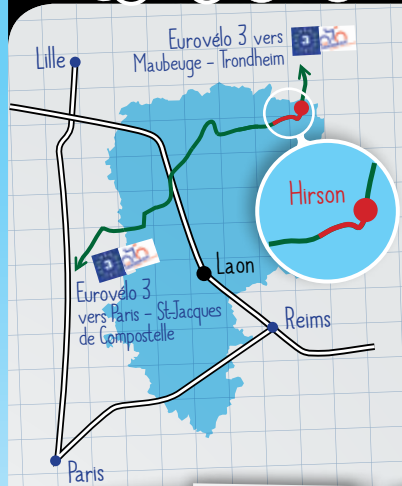 Eurovélo 3 vers
Maubeuge – Trondheim
Lille
Hirson
Laon
Eurovélo 3
vers Paris – St-Jacques
de Compostelle
Reims
Paris